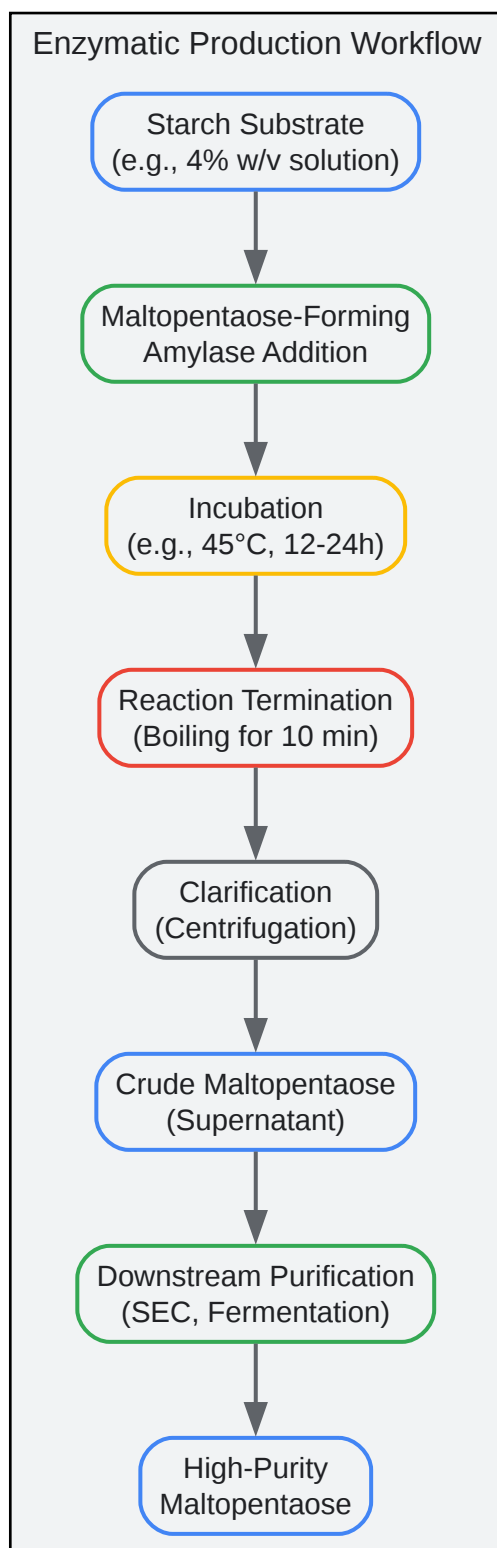 Enzymatic Production Workflow
Starch Substrate
(e.g., 4% w/v solution)
Maltopentaose-Forming
Amylase Addition
Incubation
(e.g., 45°C, 12-24h)
Reaction Termination
(Boiling for 10 min)
Clarification
(Centrifugation)
Crude Maltopentaose
(Supernatant)
Downstream Purification
(SEC, Fermentation)
High-Purity
Maltopentaose